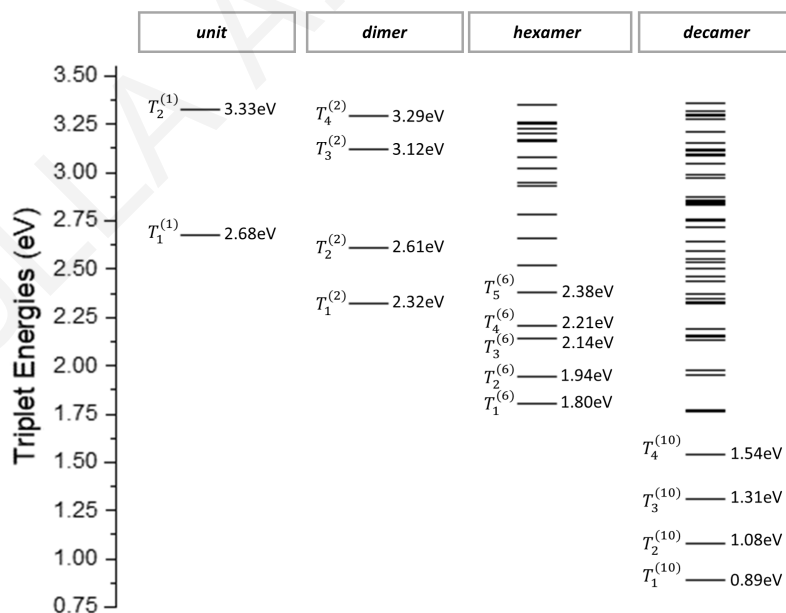 unit dimer hexamer decamer
Triplet Energies (eV)
3.50
3.25
3.00
2.75
2.50
2.25
2.00
1.75
1.50
1.25
1.00
0.75
T₂⁽¹⁾ 3.33eV
T₁⁽¹⁾ 2.68eV
T₄⁽²⁾ 3.29eV
T₃⁽²⁾ 3.12eV
T₂⁽²⁾ 2.61eV
T₁⁽²⁾ 2.32eV
T₅⁽⁶⁾ 2.38eV
T₄⁽⁶⁾ 2.21eV
T₃⁽⁶⁾ 2.14eV
T₂⁽⁶⁾ 1.94eV
T₁⁽⁶⁾ 1.80eV
T₄⁽¹⁰⁾ 1.54eV
T₃⁽¹⁰⁾ 1.31eV
T₂⁽¹⁰⁾ 1.08eV
T₁⁽¹⁰⁾ 0.89eV